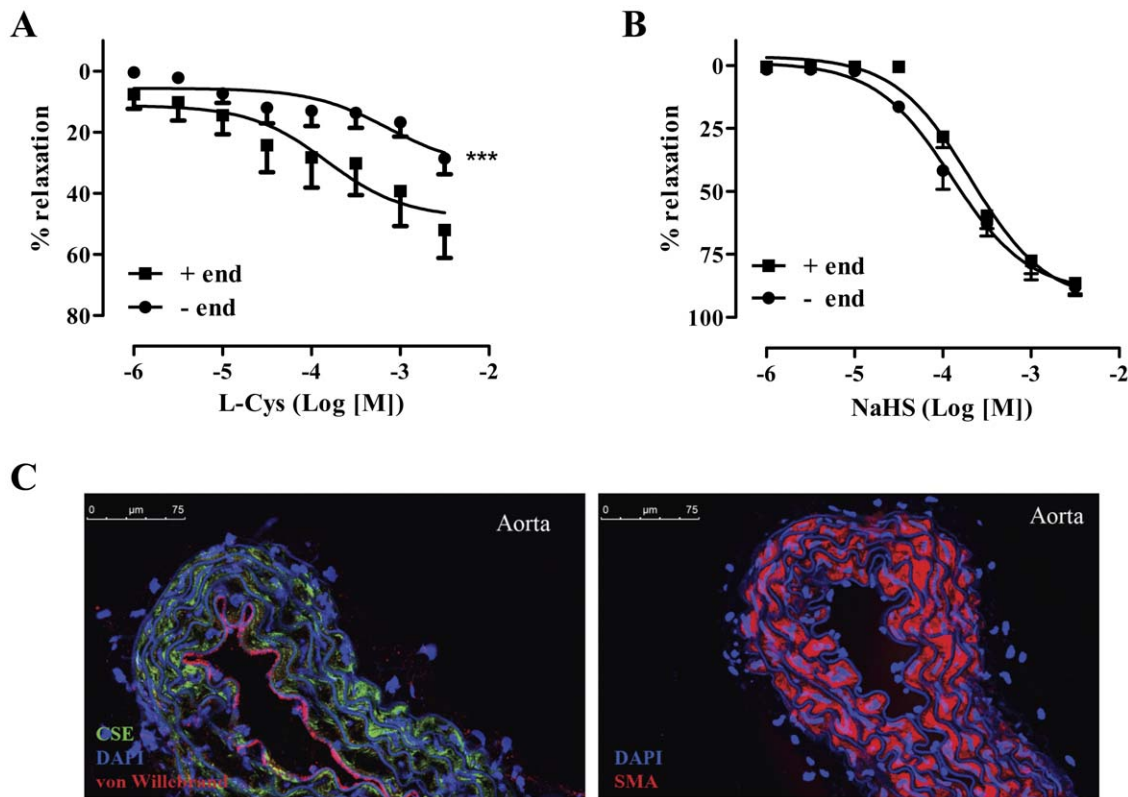 A
0
20
40
60
80
% relaxation
+ end
- end
***
-6 -5 -4 -3 -2
L-Cys (Log [M])
B
0
25
50
75
100
% relaxation
+ end
- end
-6 -5 -4 -3 -2
NaHS (Log [M])
C
0 µm 75
Aorta
CSE
DAPI
von Willebrand
0 µm 75
Aorta
DAPI
SMA